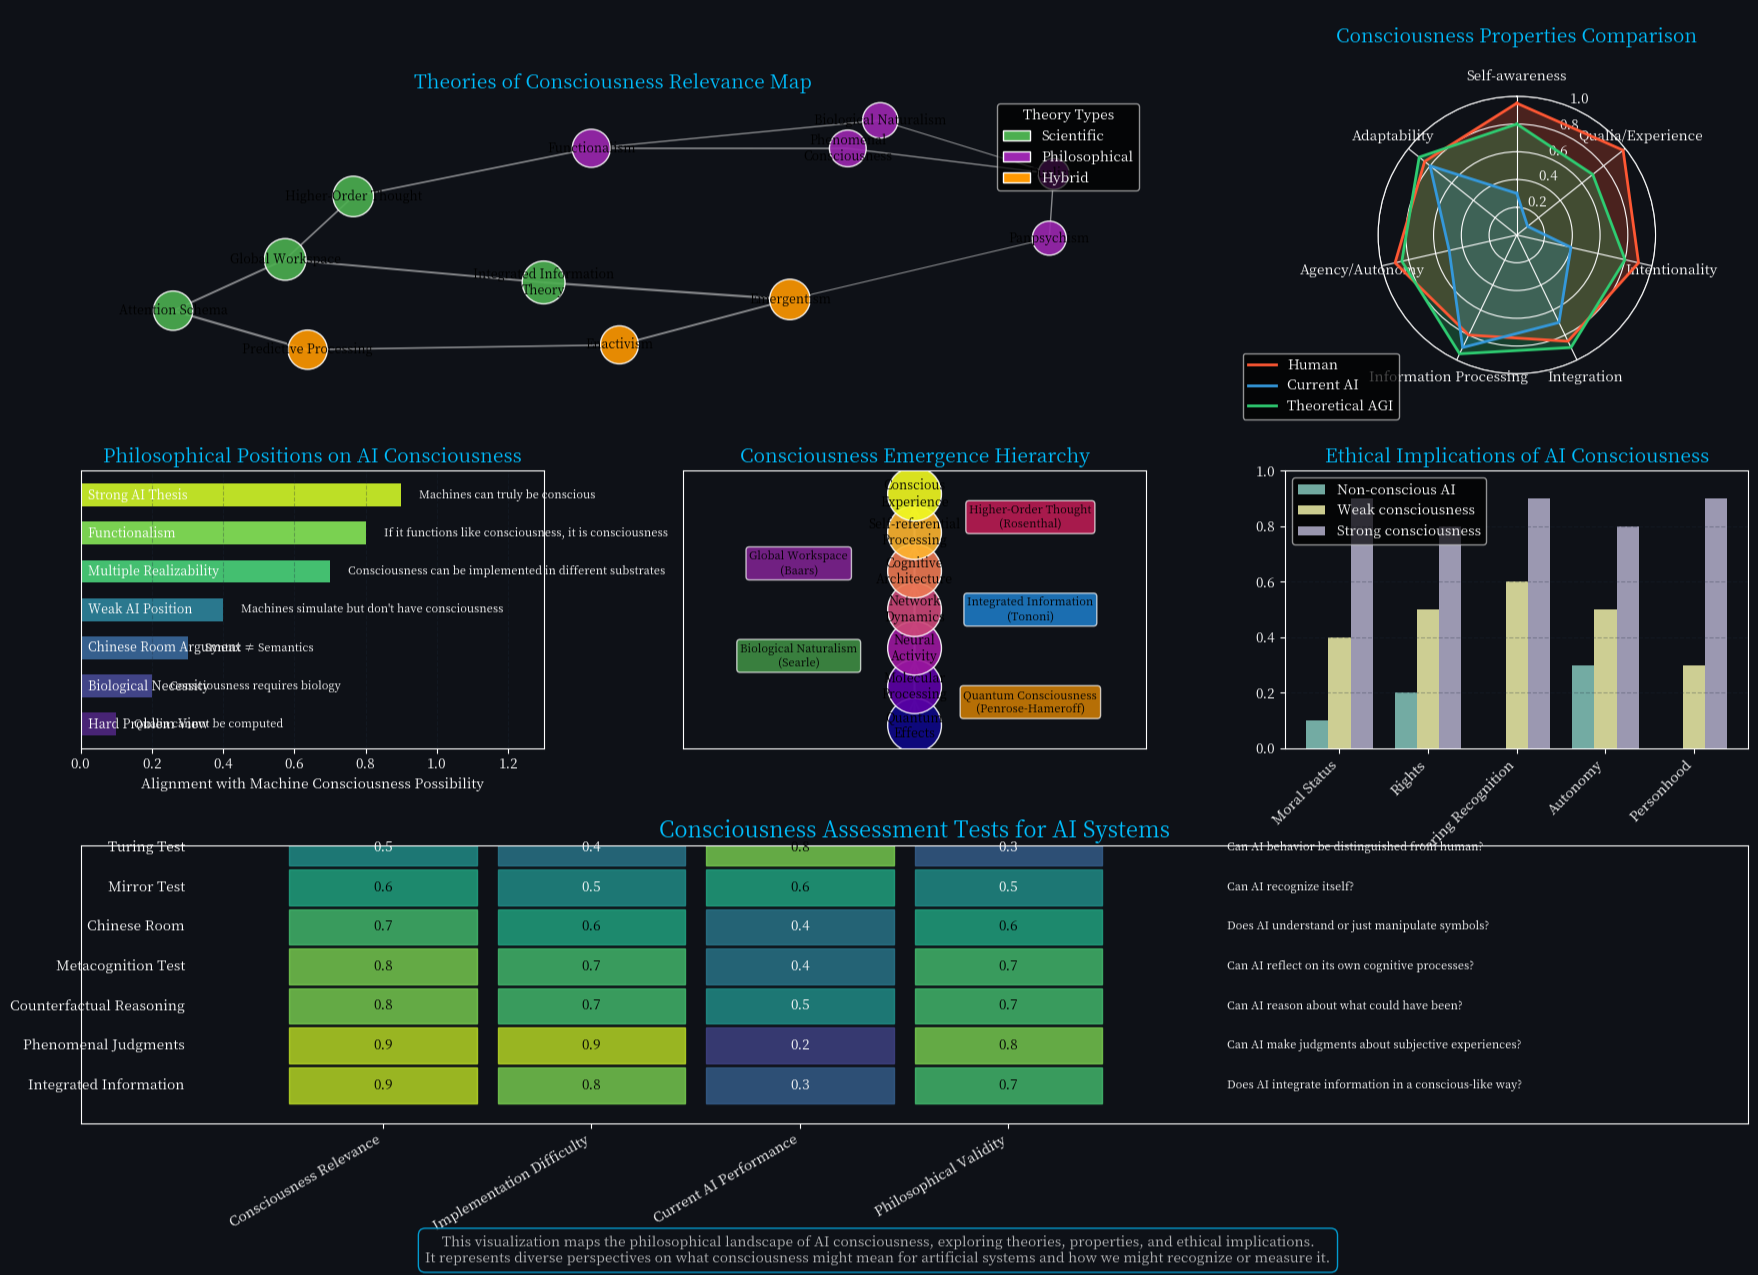 Consciousness Properties Comparison
Theories of Consciousness Relevance Map
Self-awareness
1.0
0.8
0.6
0.4
0.2
Adaptability
Qualia/Experience
Agency/Autonomy
Intentionality
Information Processing
Integration
Human
Current AI
Theoretical AGI
Biological Naturalism
Functionalism
Phenomenal
Consciousness
Theory Types
Scientific
Philosophical
Hybrid
Higher-Order Thought
Panpsychism
Global Workspace
Integrated Information
Theory
Emergentism
Attention Schema
Predictive Processing
Enactivism
Philosophical Positions on AI Consciousness
Strong AI Thesis
Machines can truly be conscious
Functionalism
If it functions like consciousness, it is consciousness
Multiple Realizability
Consciousness can be implemented in different substrates
Weak AI Position
Machines simulate but don't have consciousness
Chinese Room Argument
Syntax ≠ Semantics
Biological Necessity
Consciousness requires biology
Hard Problem View
Qualia cannot be computed
0.0 0.2 0.4 0.6 0.8 1.0 1.2
Alignment with Machine Consciousness Possibility
Consciousness Emergence Hierarchy
Conscious
Experience
Self-referential
Processing
Cognitive
Architecture
Network
Dynamics
Neural
Activity
Molecular
Processing
Quantum
Effects
Higher-Order Thought
(Rosenthal)
Global Workspace
(Baars)
Integrated Information
(Tononi)
Biological Naturalism
(Searle)
Quantum Consciousness
(Penrose-Hameroff)
Ethical Implications of AI Consciousness
1.0
0.8
0.6
0.4
0.2
0.0
Non-conscious AI
Weak consciousness
Strong consciousness
Moral Status
Rights
Recognition
Autonomy
Personhood
Consciousness Assessment Tests for AI Systems
Turing Test 0.5 0.4 0.8 0.3 Can AI behavior be distinguished from human?
Mirror Test 0.6 0.5 0.6 0.5 Can AI recognize itself?
Chinese Room 0.7 0.6 0.4 0.6 Does AI understand or just manipulate symbols?
Metacognition Test 0.8 0.7 0.4 0.7 Can AI reflect on its own cognitive processes?
Counterfactual Reasoning 0.8 0.7 0.5 0.7 Can AI reason about what could have been?
Phenomenal Judgments 0.9 0.9 0.2 0.8 Can AI make judgments about subjective experiences?
Integrated Information 0.9 0.8 0.3 0.7 Does AI integrate information in a conscious-like way?
Consciousness Relevance
Implementation Difficulty
Current AI Performance
Philosophical Validity
This visualization maps the philosophical landscape of AI consciousness, exploring theories, properties, and ethical implications.
It represents diverse perspectives on what consciousness might mean for artificial systems and how we might recognize or measure it.